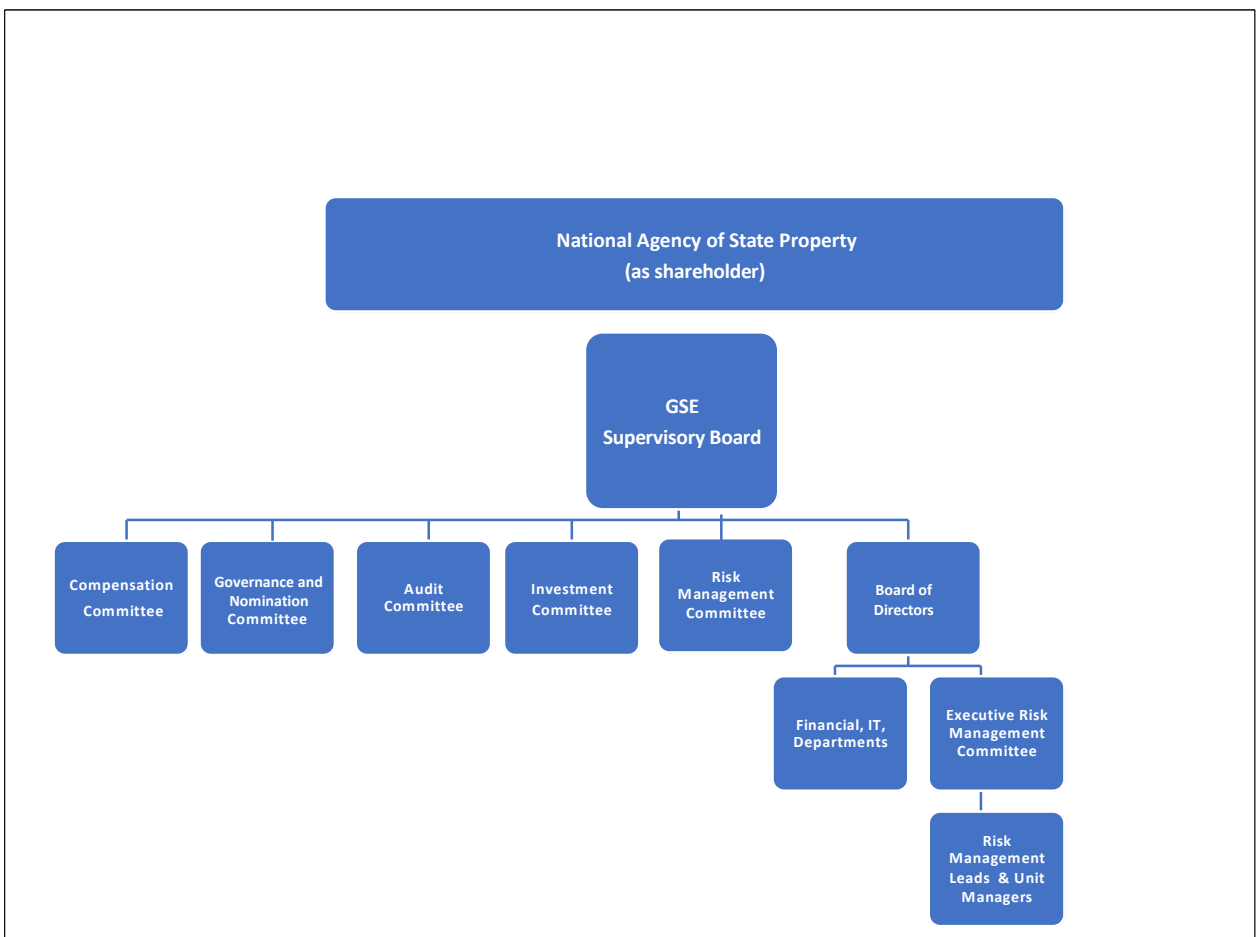 National Agency of State Property
(as shareholder)
GSE
Supervisory Board
Compensation
Committee
Governance and
Nomination
Committee
Audit
Committee
Investment
Committee
Risk
Management
Committee
Board of
Directors
Financial, IT,
Departments
Executive Risk
Management
Committee
Risk
Management
Leads & Unit
Managers